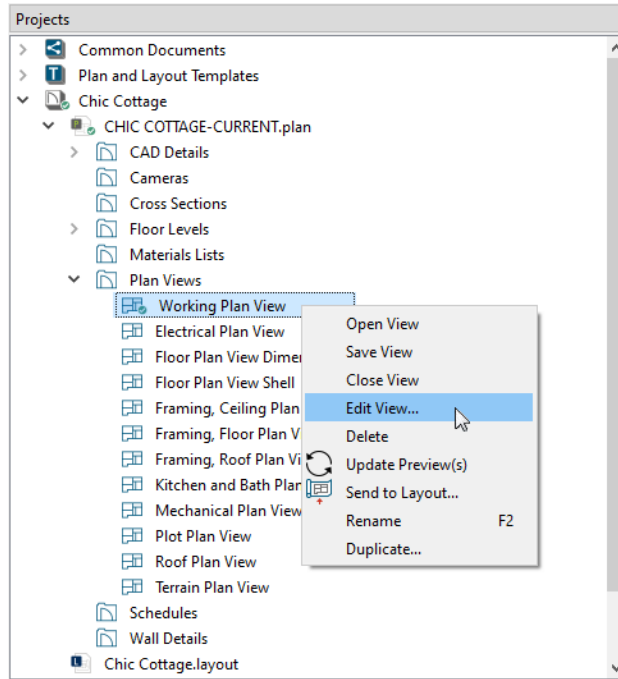 Projects
Common Documents
Plan and Layout Templates
Chic Cottage
CHIC COTTAGE-CURRENT.plan
CAD Details
Cameras
Cross Sections
Floor Levels
Materials Lists
Plan Views
Working Plan View
Electrical Plan View
Floor Plan View Dimen
Floor Plan View Shell
Framing, Ceiling Plan
Framing, Floor Plan V
Framing, Roof Plan Vi
Kitchen and Bath Plan
Mechanical Plan View
Plot Plan View
Roof Plan View
Terrain Plan View
Schedules
Wall Details
Chic Cottage.layout
Open View
Save View
Close View
Edit View...
Delete
Update Preview(s)
Send to Layout...
Rename F2
Duplicate...